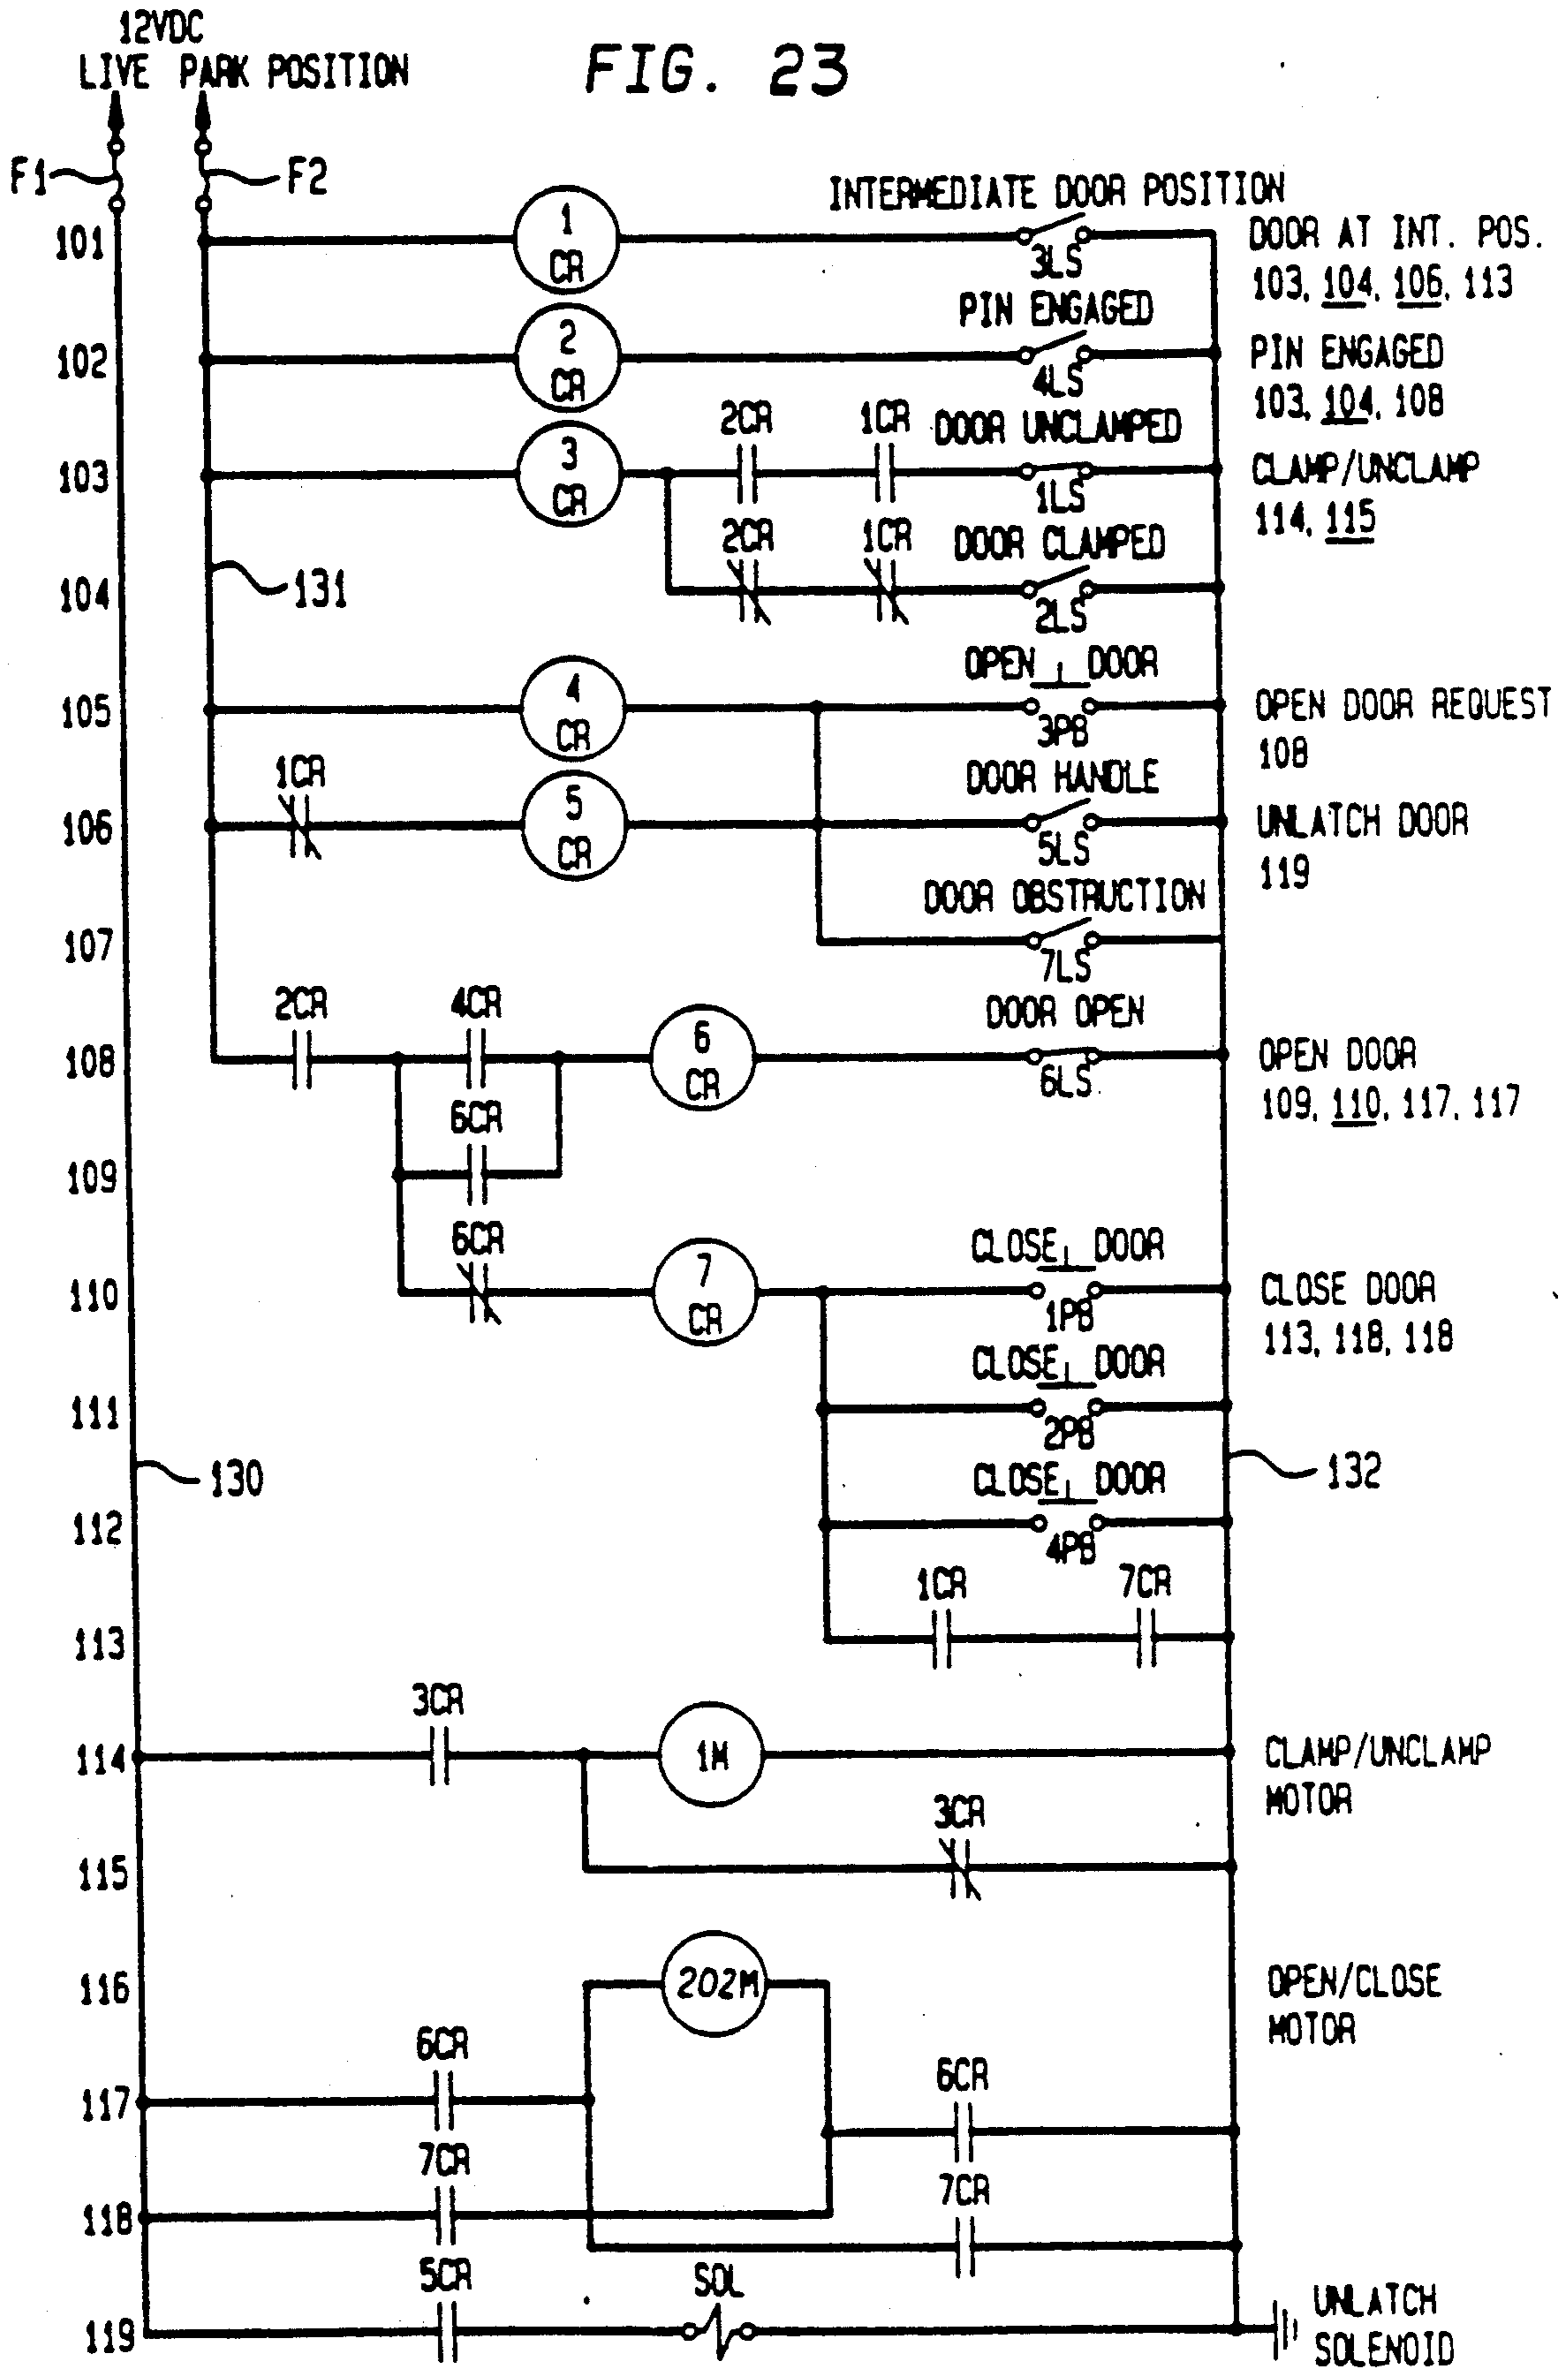 12VDC
LIVE PARK POSITION
FIG. 23
F1
F2
INTERMEDIATE DOOR POSITION
101
1
CR
3LS
DOOR AT INT. POS.
103, 104, 106, 113
PIN ENGAGED
102
2
CR
4LS
PIN ENGAGED
103, 104, 108
2CR
1CR
DOOR UNCLAMPED
103
3
CR
1LS
CLAMP/UNCLAMP
114, 115
2CR
1CR
DOOR CLAMPED
104
131
2LS
OPEN DOOR
105
4
CR
3PB
OPEN DOOR REQUEST
108
1CR
DOOR HANDLE
106
5
CR
5LS
UNLATCH DOOR
119
DOOR OBSTRUCTION
107
7LS
2CR
4CR
DOOR OPEN
108
6
CR
6LS
OPEN DOOR
109, 110, 117, 117
6CR
109
6CR
CLOSE DOOR
110
7
CR
1PB
CLOSE DOOR
113, 118, 118
CLOSE DOOR
111
2PB
130
132
CLOSE DOOR
112
4PB
1CR
7CR
113
3CR
114
1M
CLAMP/UNCLAMP
MOTOR
3CR
115
116
202M
OPEN/CLOSE
MOTOR
6CR
6CR
117
7CR
7CR
118
5CR
SOL
119
UNLATCH
SOLENOID